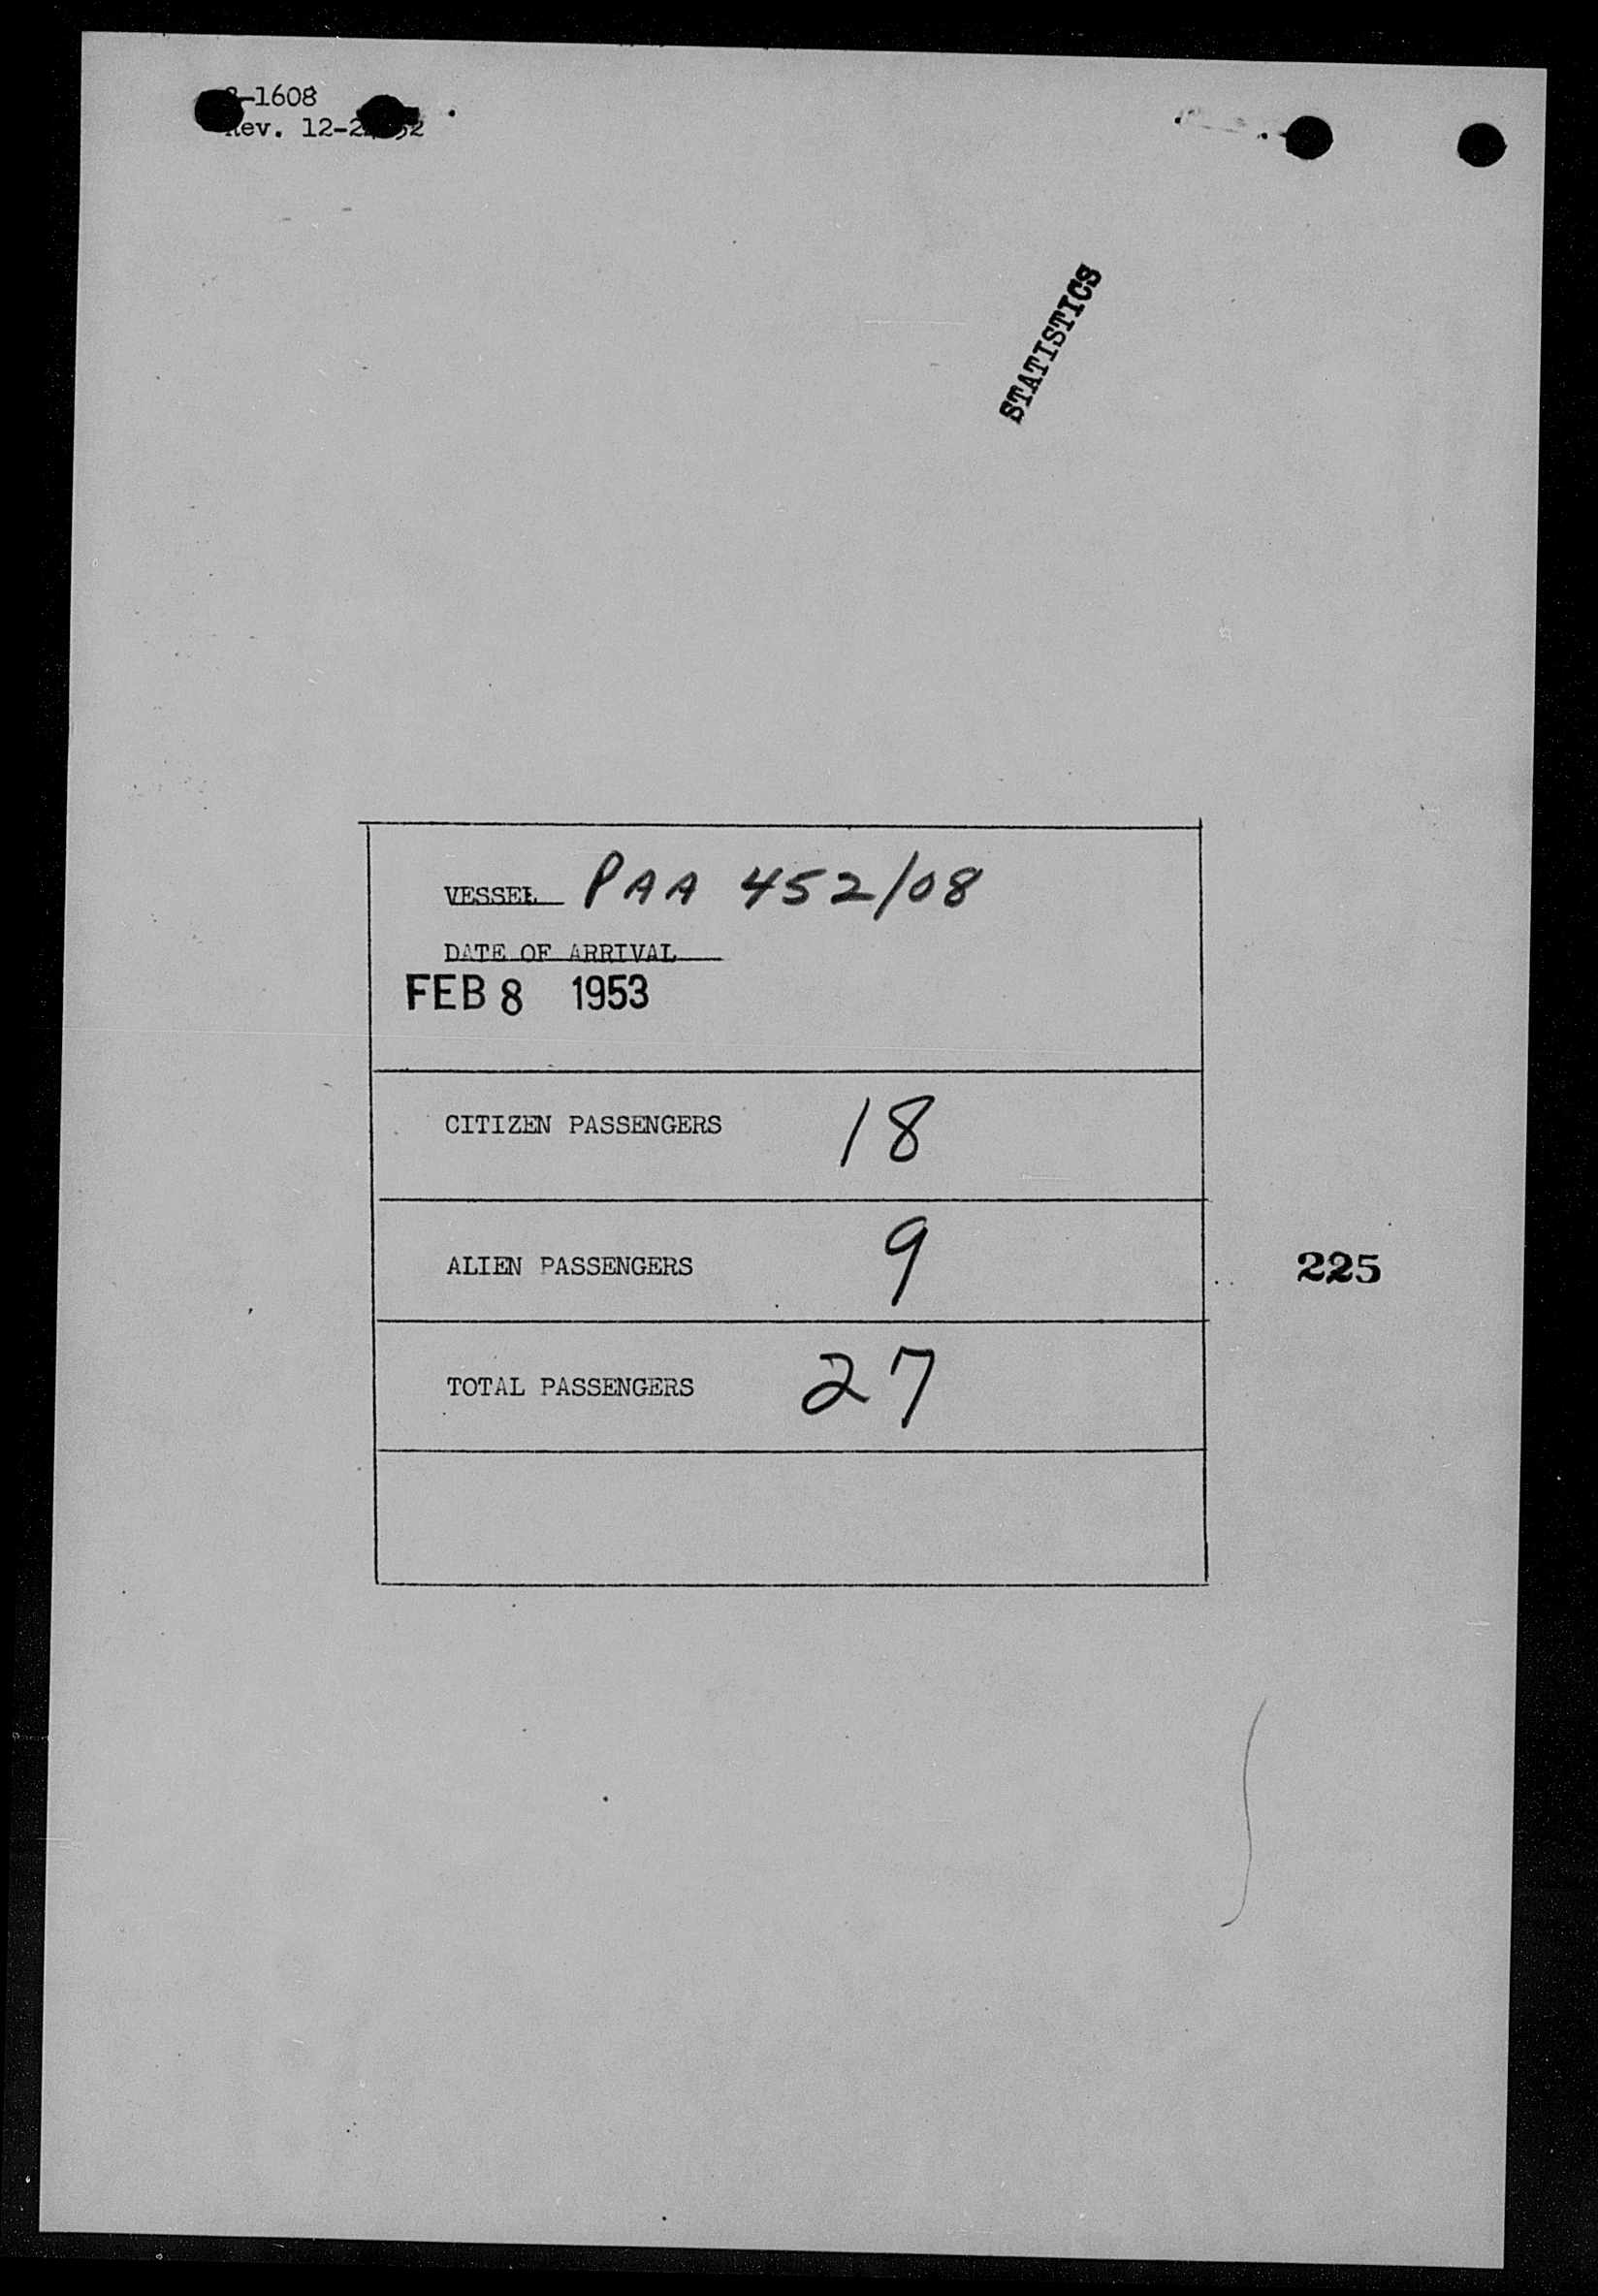 -1608
Rev. 12-2
STATISTICS
VESSEL PAA 452/08
DATE OF ARRIVAL
FEB 8 1953
CITIZEN PASSENGERS 18
ALIEN PASSENGERS 9
225
TOTAL PASSENGERS 27